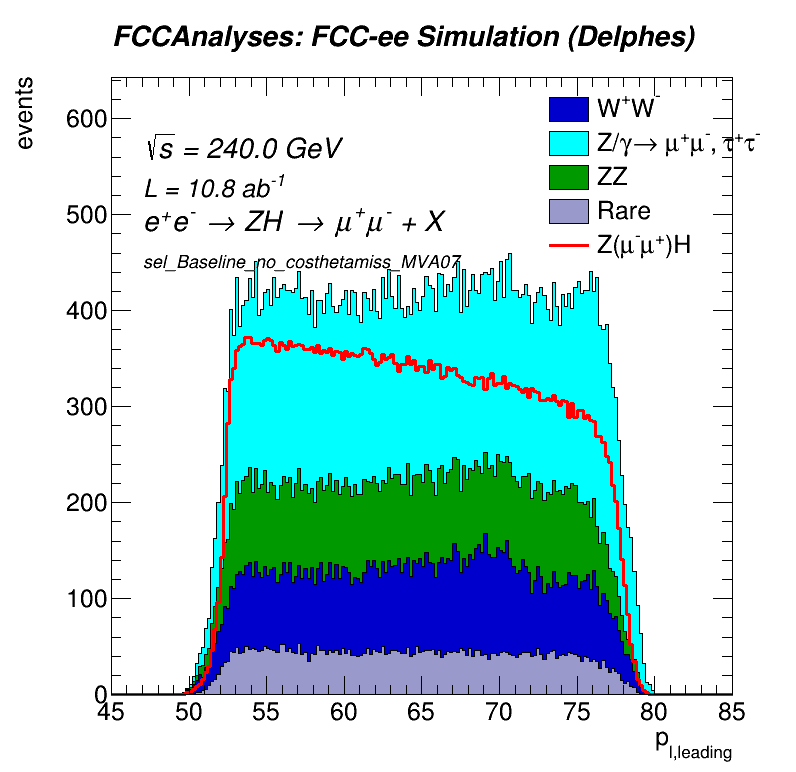 FCCAnalyses: FCC-ee Simulation (Delphes)
events
600
500
400
300
200
100
0
√s = 240.0 GeV
L = 10.8 ab⁻¹
e⁺e⁻ → ZH → μ⁺μ⁻ + X
sel_Baseline_no_costhetamiss_MVA07
W⁺W⁻
Z/γ→ μ⁺μ⁻, τ⁺τ⁻
ZZ
Rare
Z(μ⁻μ⁺)H
45 50 55 60 65 70 75 80 85
p_l,leading